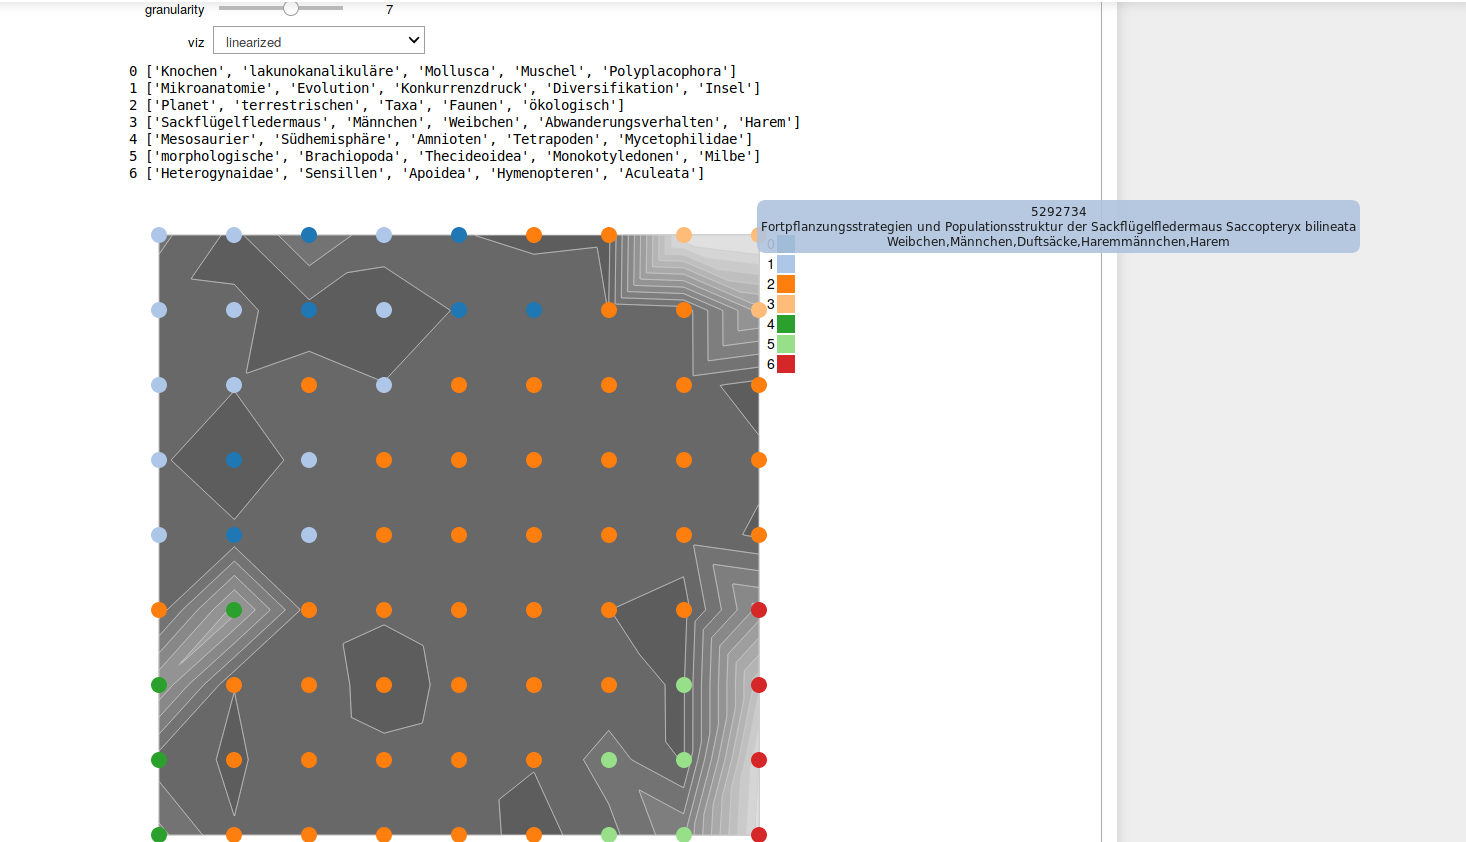 granularity 7
viz linearized
0 ['Knochen', 'lakunokanalikuläre', 'Mollusca', 'Muschel', 'Polyplacophora']
1 ['Mikroanatomie', 'Evolution', 'Konkurrenzdruck', 'Diversifikation', 'Insel']
2 ['Planet', 'terrestrischen', 'Taxa', 'Faunen', 'ökologisch']
3 ['Sackflügelfledermaus', 'Männchen', 'Weibchen', 'Abwanderungsverhalten', 'Harem']
4 ['Mesosaurier', 'Südhemisphäre', 'Amnioten', 'Tetrapoden', 'Mycetophilidae']
5 ['morphologische', 'Brachiopoda', 'Thecideoidea', 'Monokotyledonen', 'Milbe']
6 ['Heterogynaidae', 'Sensillen', 'Apoidea', 'Hymenopteren', 'Aculeata']
5292734
Fortpflanzungsstrategien und Populationsstruktur der Sackflügelfledermaus Saccopteryx bilineata
Weibchen,Männchen,Duftsäcke,Haremmännchen,Harem
0
1
2
3
4
5
6